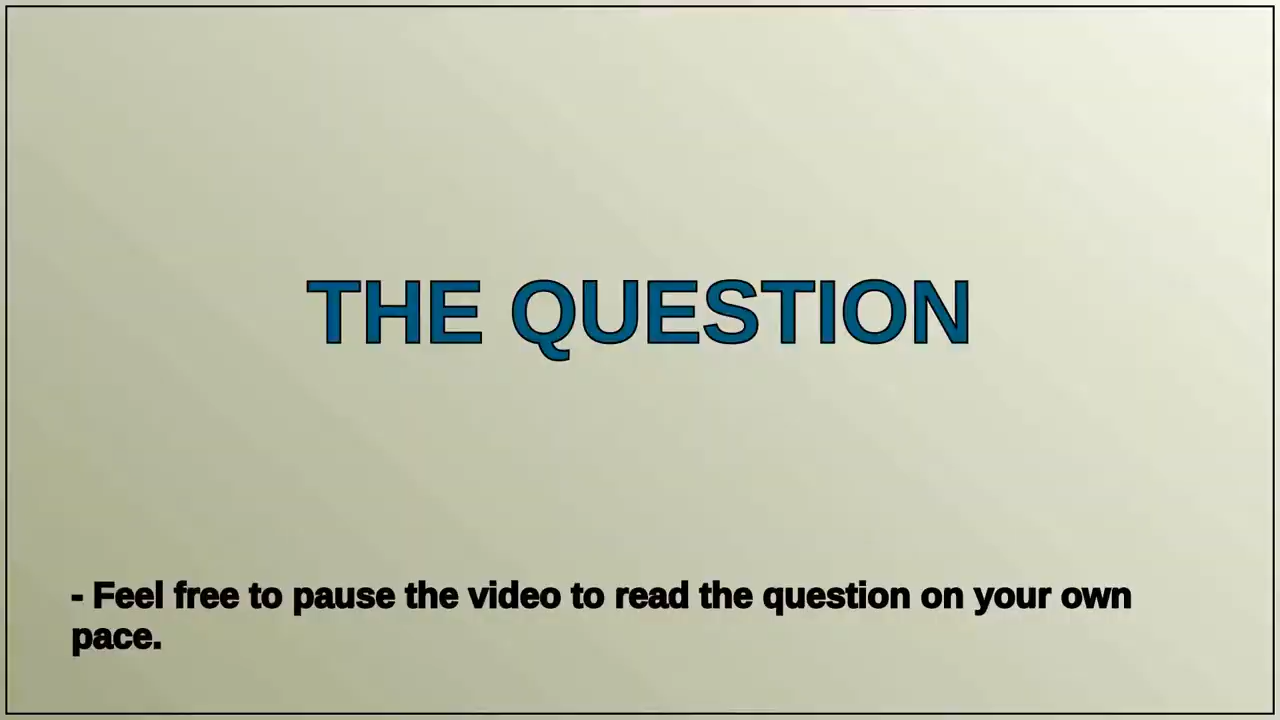 THE QUESTION
- Feel free to pause the video to read the question on your own
pace.